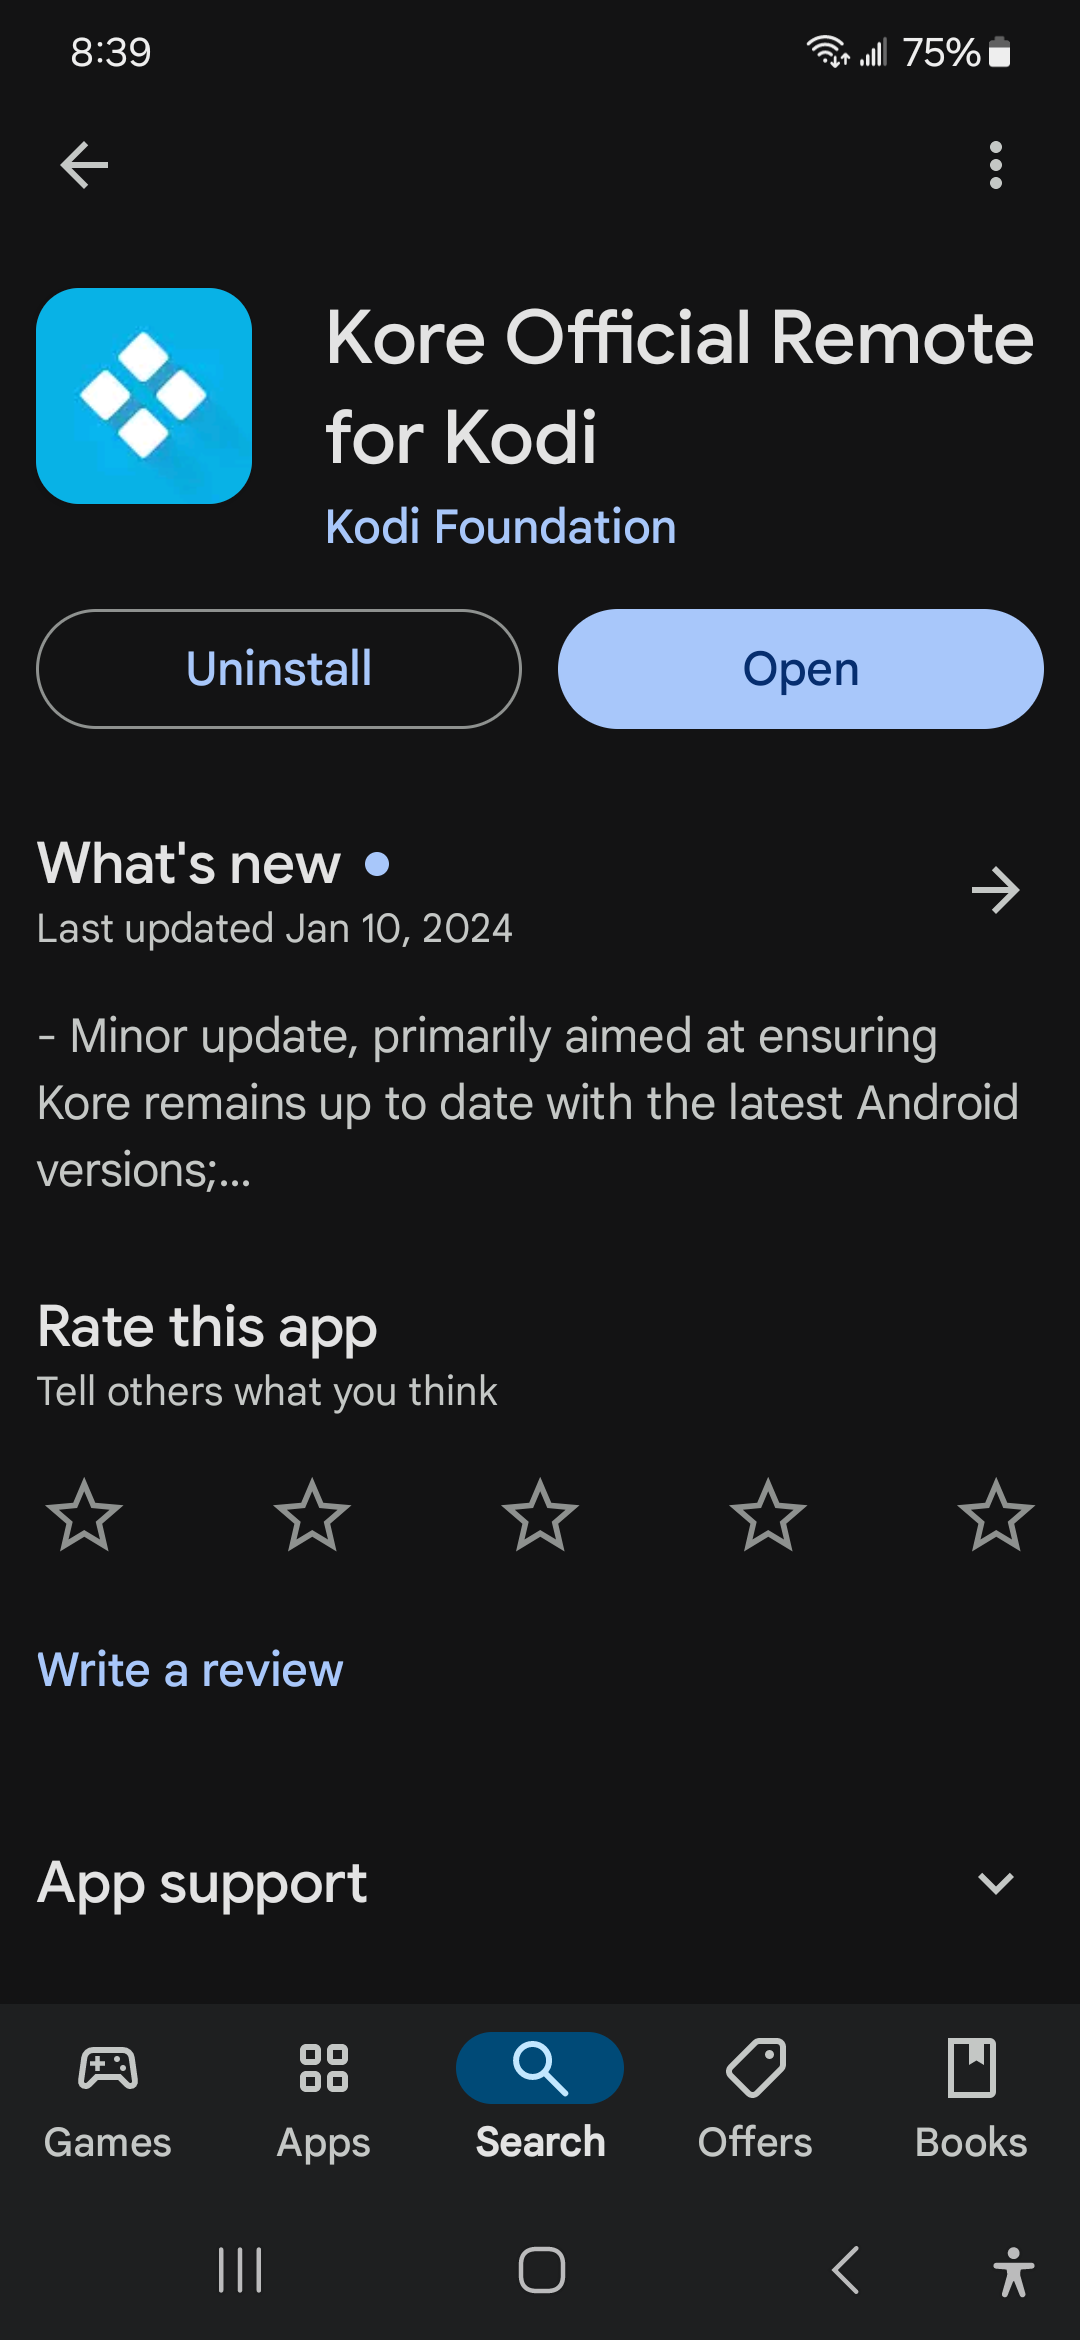 8:39
75%
Kore Official Remote
for Kodi
Kodi Foundation
Uninstall
Open
What's new
Last updated Jan 10, 2024
- Minor update, primarily aimed at ensuring
Kore remains up to date with the latest Android
versions;...
Rate this app
Tell others what you think
Write a review
App support
Games
Apps
Search
Offers
Books